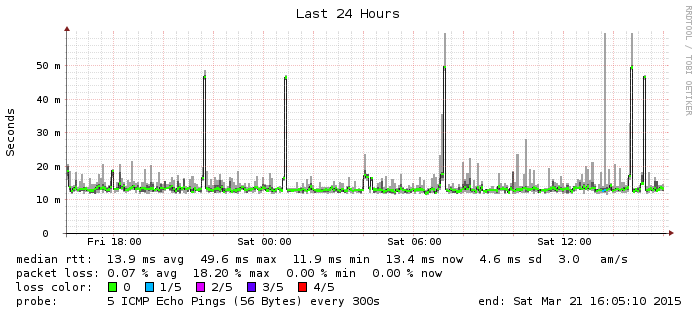 Last 24 Hours
RRDTOOL / TOBI OETIKER
Seconds
50 m
40 m
30 m
20 m
10 m
0
Fri 18:00 Sat 00:00 Sat 06:00 Sat 12:00
median rtt: 13.9 ms avg 49.6 ms max 11.9 ms min 13.4 ms now 4.6 ms sd 3.0 am/s
packet loss: 0.07 % avg 18.20 % max 0.00 % min 0.00 % now
loss color: 0 1/5 2/5 3/5 4/5
probe: 5 ICMP Echo Pings (56 Bytes) every 300s end: Sat Mar 21 16:05:10 2015